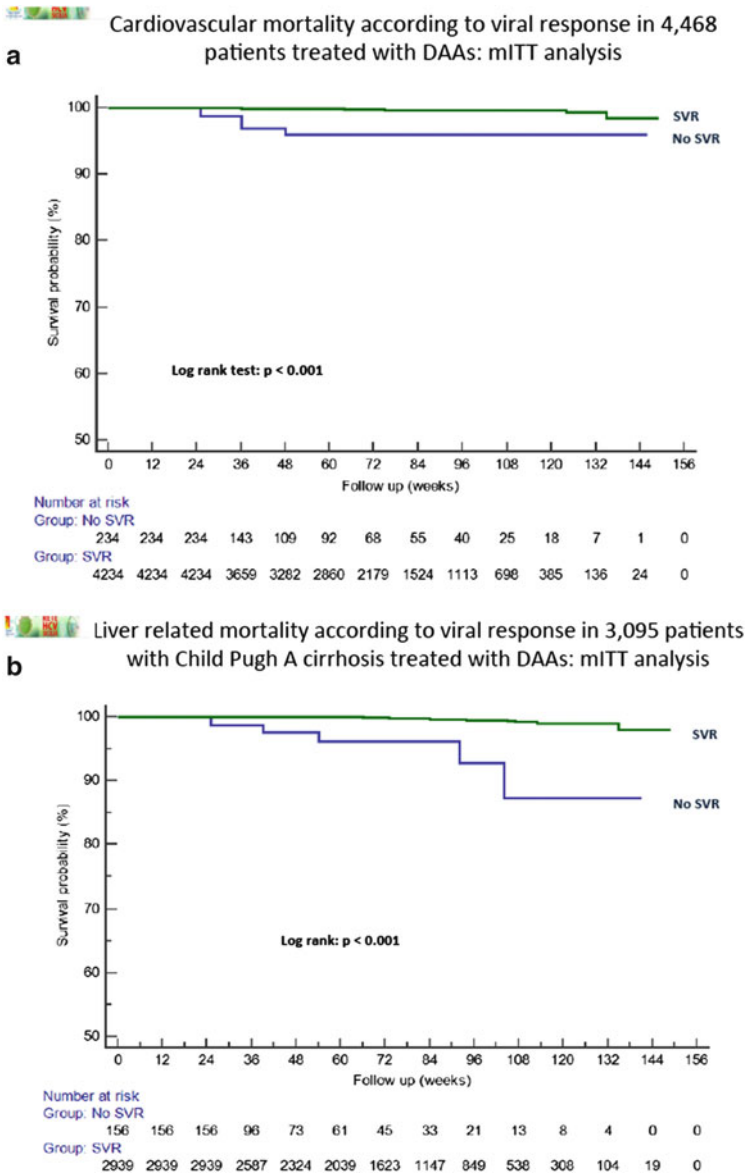 Cardiovascular mortality according to viral response in 4,468
patients treated with DAAs: mITT analysis
a
100
90
80
70
60
50
Survival probability (%)
SVR
No SVR
Log rank test: p < 0.001
0 12 24 36 48 60 72 84 96 108 120 132 144 156
Follow up (weeks)
Number at risk
Group: No SVR
234 234 234 143 109 92 68 55 40 25 18 7 1 0
Group: SVR
4234 4234 4234 3659 3282 2860 2179 1524 1113 698 385 136 24 0
Liver related mortality according to viral response in 3,095 patients
with Child Pugh A cirrhosis treated with DAAs: mITT analysis
b
100
90
80
70
60
50
Survival probability (%)
SVR
No SVR
Log rank: p < 0.001
0 12 24 36 48 60 72 84 96 108 120 132 144 156
Follow up (weeks)
Number at risk
Group: No SVR
156 156 156 96 73 61 45 33 21 13 8 4 0 0
Group: SVR
2939 2939 2939 2587 2324 2039 1623 1147 849 538 308 104 19 0